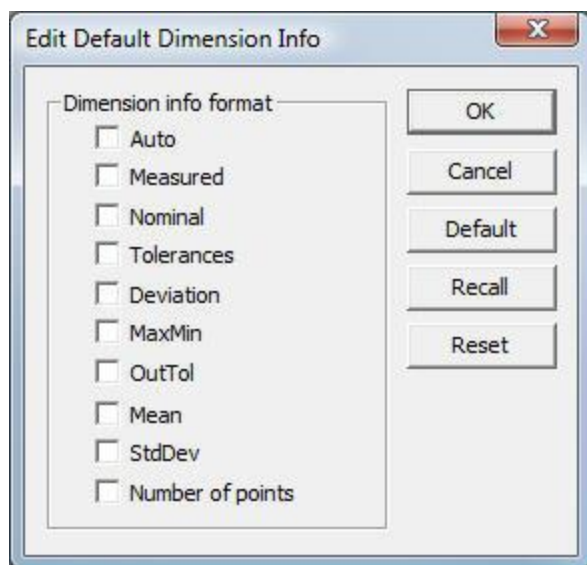 Edit Default Dimension Info
Dimension info format
Auto
Measured
Nominal
Tolerances
Deviation
MaxMin
OutTol
Mean
StdDev
Number of points
OK
Cancel
Default
Recall
Reset